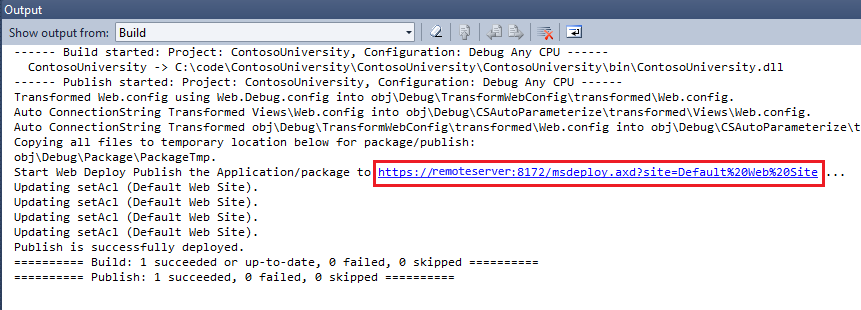 Output
Show output from: Build
------ Build started: Project: ContosoUniversity, Configuration: Debug Any CPU ------
ContosoUniversity -> C:\code\ContosoUniversity\ContosoUniversity\ContosoUniversity\bin\ContosoUniversity.dll
------ Publish started: Project: ContosoUniversity, Configuration: Debug Any CPU ------
Transformed Web.config using Web.Debug.config into obj\Debug\TransformWebConfig\transformed\Web.config.
Auto ConnectionString Transformed Views\Web.config into obj\Debug\CSAutoParameterize\transformed\Views\Web.config.
Auto ConnectionString Transformed obj\Debug\TransformWebConfig\transformed\Web.config into obj\Debug\CSAutoParameterize\t
Copying all files to temporary location below for package/publish:
obj\Debug\Package\PackageTmp.
Start Web Deploy Publish the Application/package to https://remoteserver:8172/msdeploy.axd?site=Default%20Web%20Site ...
Updating setAcl (Default Web Site).
Updating setAcl (Default Web Site).
Updating setAcl (Default Web Site).
Updating setAcl (Default Web Site).
Publish is successfully deployed.
========== Build: 1 succeeded or up-to-date, 0 failed, 0 skipped ==========
========== Publish: 1 succeeded, 0 failed, 0 skipped ==========